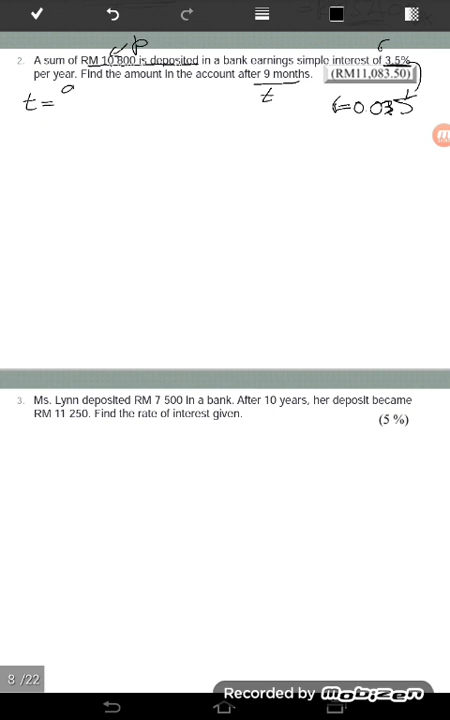 p
r
2. A sum of RM 10 800 is deposited in a bank earnings simple interest of 3.5%
per year. Find the amount in the account after 9 months. (RM11,083.50)
t =
t
r=0.035
3. Ms. Lynn deposited RM 7 500 in a bank. After 10 years, her deposit became
RM 11 250. Find the rate of interest given.
(5 %)
8 /22
Recorded by Mobizen